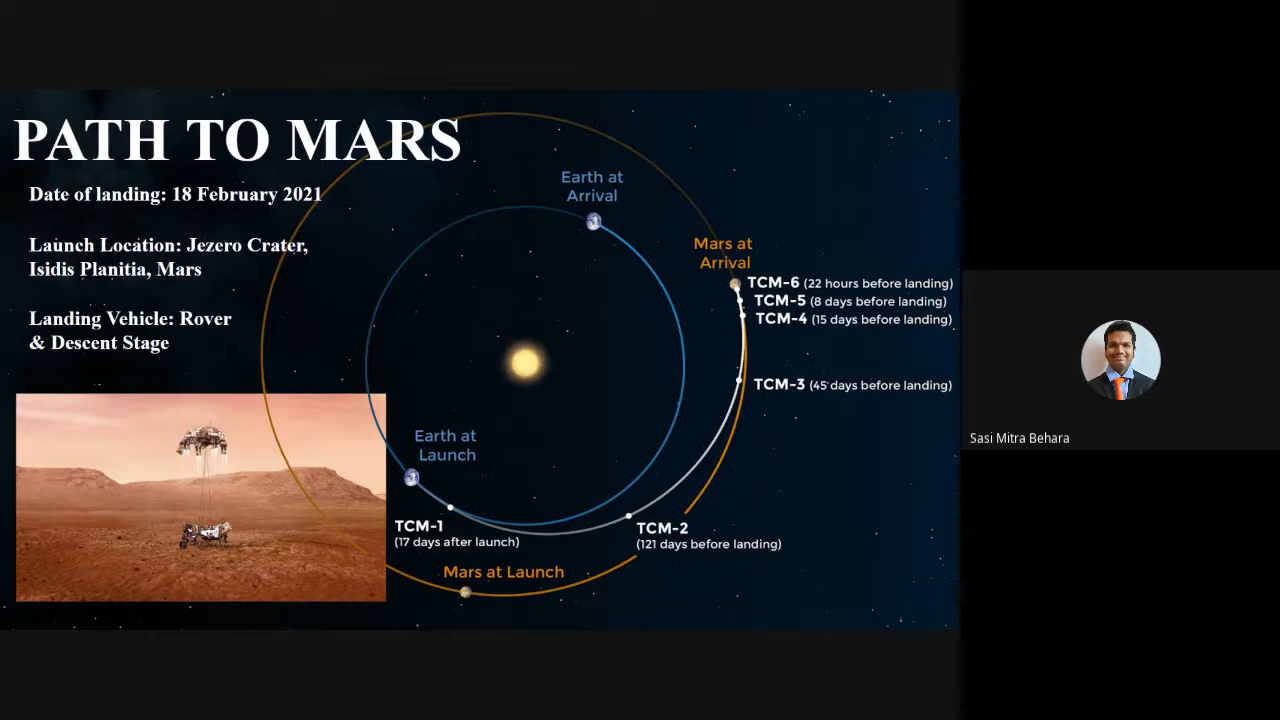 PATH TO MARS
Date of landing: 18 February 2021
Launch Location: Jezero Crater,
Isidis Planitia, Mars
Landing Vehicle: Rover
& Descent Stage
Earth at
Arrival
Mars at
Arrival
TCM-6 (22 hours before landing)
TCM-5 (8 days before landing)
TCM-4 (15 days before landing)
TCM-3 (45 days before landing)
Earth at
Launch
TCM-1
(17 days after launch)
TCM-2
(121 days before landing)
Mars at Launch
Sasi Mitra Behara